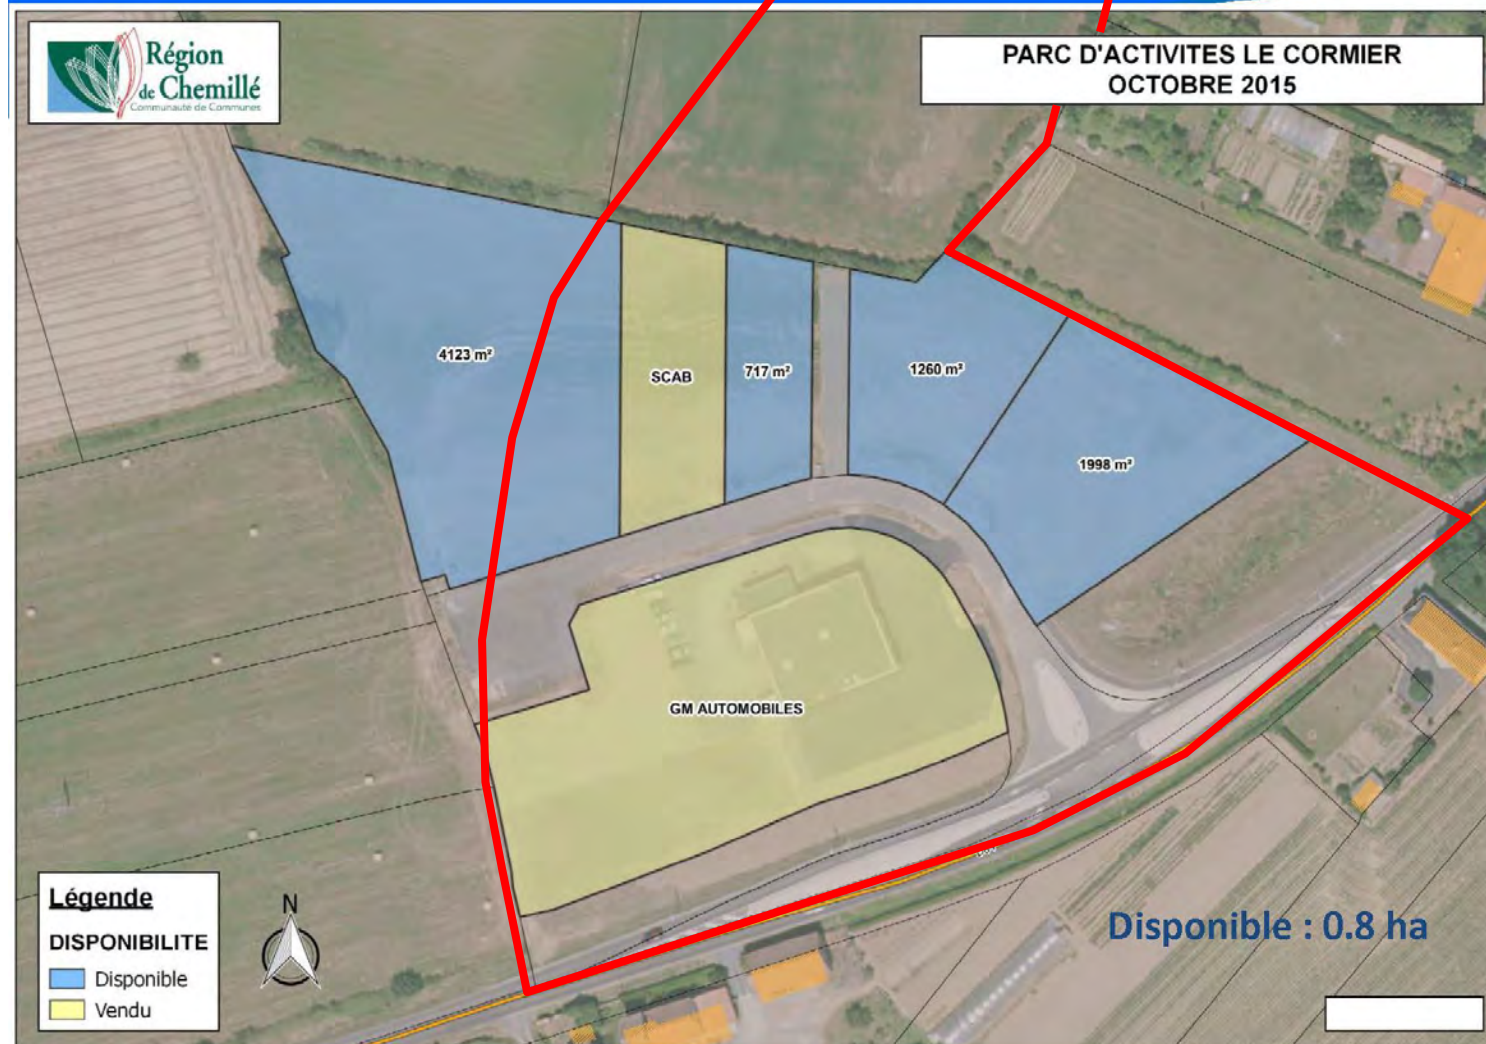 Région
de Chemillé
Communauté de Communes
PARC D'ACTIVITES LE CORMIER
OCTOBRE 2015
4123 m²
SCAB
717 m²
1260 m²
1998 m²
GM AUTOMOBILES
Légende
DISPONIBILITE
Disponible
Vendu
N
Disponible : 0.8 ha